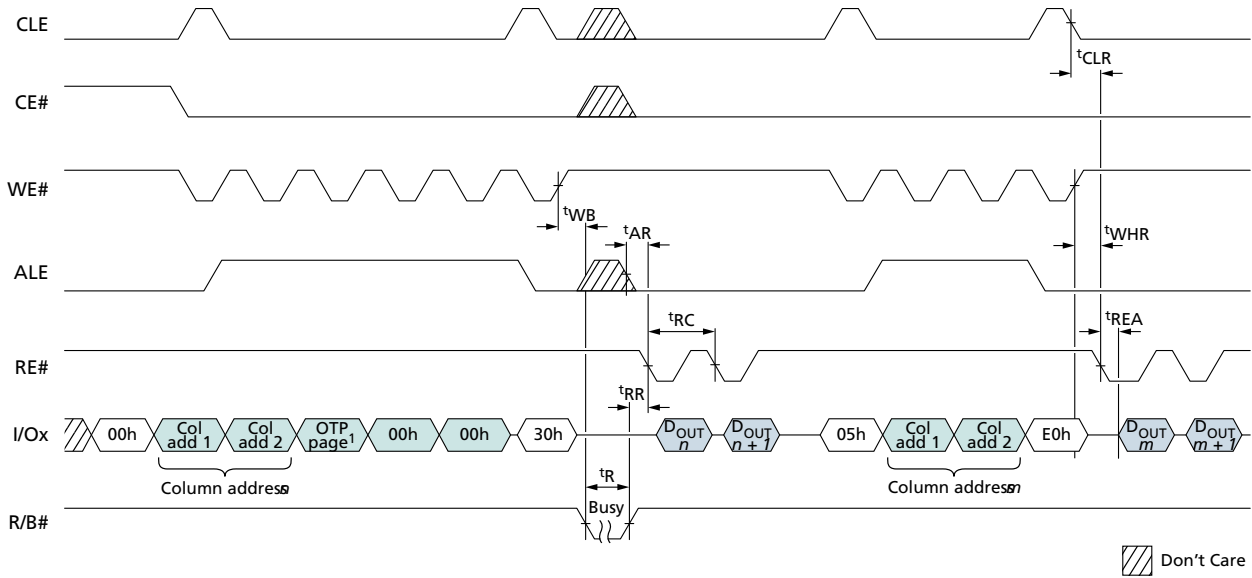 CLE
tCLR
CE#
WE#
tWB
tAR
tWHR
ALE
tRC
tREA
RE#
tRR
I/Ox
00h
Col add 1
Col add 2
OTP page1
00h
00h
30h
DOUT n
DOUT n + 1
05h
Col add 1
Col add 2
E0h
DOUT m
DOUT m + 1
Column address n
tR
Column address m
R/B#
Busy
Don't Care